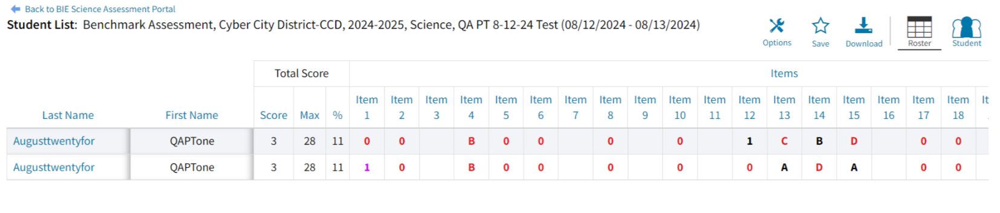 Back to BIE Science Assessment Portal
Student List: Benchmark Assessment, Cyber City District-CCD, 2024-2025, Science, QA PT 8-12-24 Test (08/12/2024 - 08/13/2024)
Options Save Download Roster Student
Total Score Items
Last Name First Name Score Max % Item 1 Item 2 Item 3 Item 4 Item 5 Item 6 Item 7 Item 8 Item 9 Item 10 Item 11 Item 12 Item 13 Item 14 Item 15 Item 16 Item 17 Item 18
Augusttwentyfor QAPTone 3 28 11 0 0 B 0 0 0 0 1 C B D 0 0
Augusttwentyfor QAPTone 3 28 11 1 0 B 0 0 0 0 0 A D A 0 0